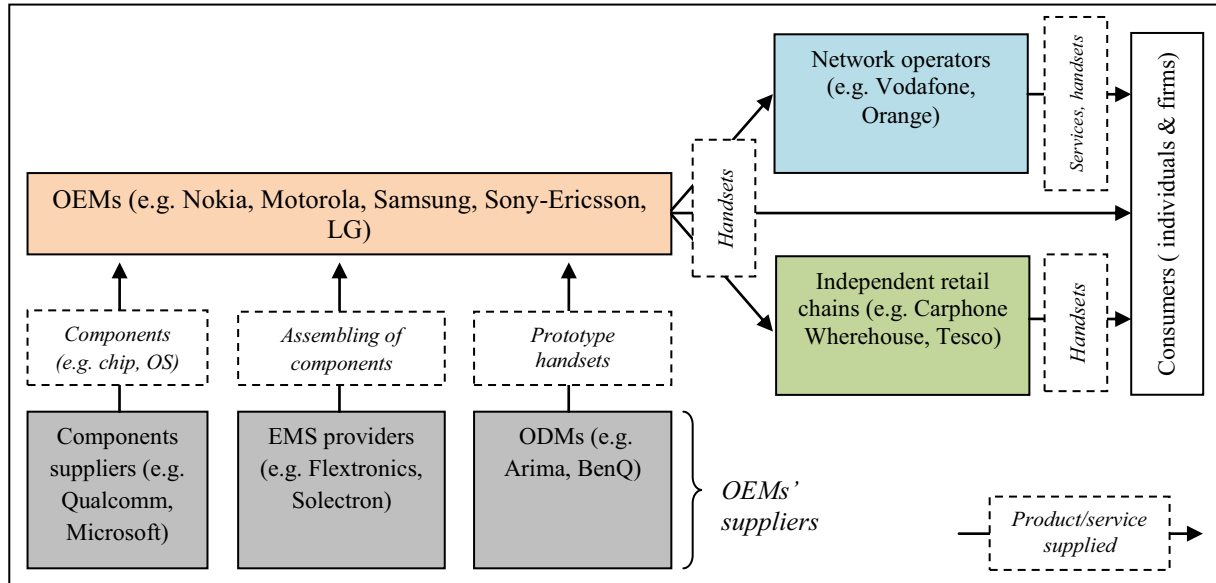 Network operators
(e.g. Vodafone,
Orange)
Services, handsets
Consumers ( individuals & firms)
OEMs (e.g. Nokia, Motorola, Samsung, Sony-Ericsson,
LG)
Handsets
Independent retail
chains (e.g. Carphone
Wherehouse, Tesco)
Handsets
Components
(e.g. chip, OS)
Assembling of
components
Prototype
handsets
Components
suppliers (e.g.
Qualcomm,
Microsoft)
EMS providers
(e.g. Flextronics,
Solectron)
ODMs (e.g.
Arima, BenQ)
OEMs’
suppliers
Product/service
supplied